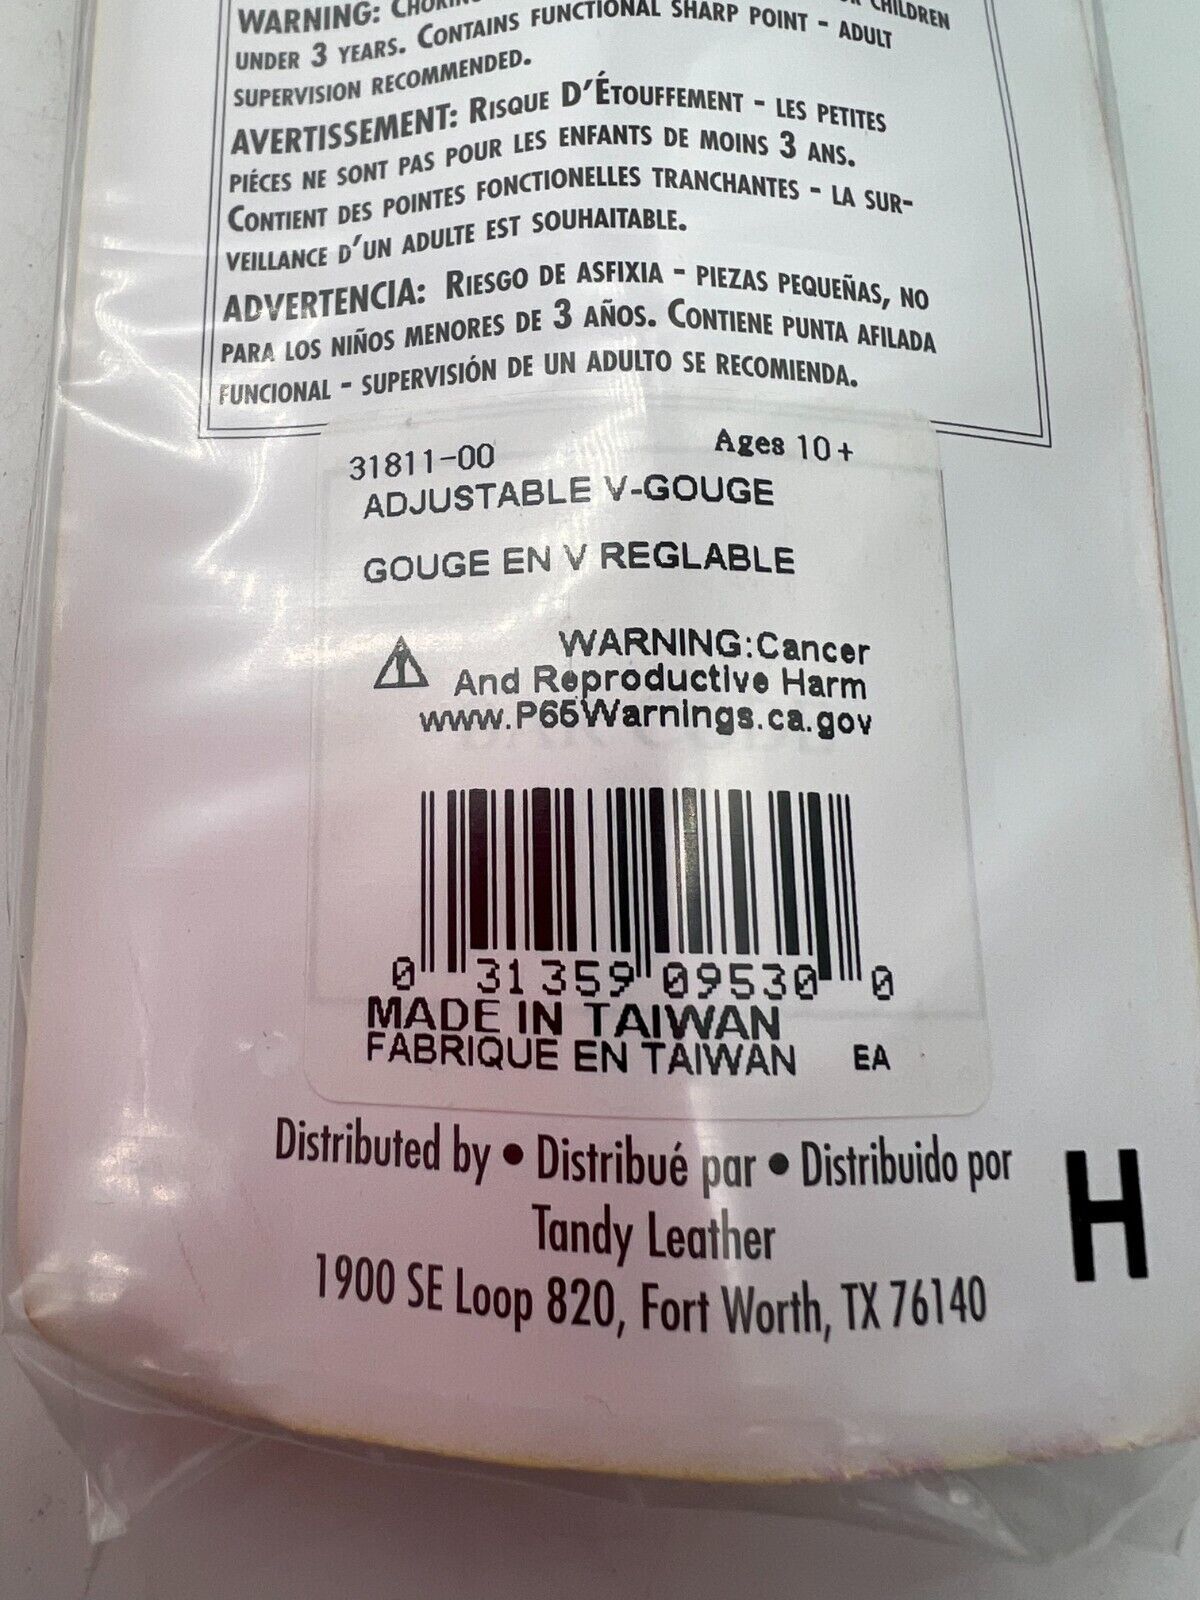 WARNING: CHOKING CHILDREN
UNDER 3 YEARS. CONTAINS FUNCTIONAL SHARP POINT - ADULT
SUPERVISION RECOMMENDED.
AVERTISSEMENT: RISQUE D'ÉTOUFFEMENT - LES PETITES
PIÉCES NE SONT PAS POUR LES ENFANTS DE MOINS 3 ANS.
CONTIENT DES POINTES FONCTIONELLES TRANCHANTES - LA SUR-
VEILLANCE D'UN ADULTE EST SOUHAITABLE.
ADVERTENCIA: RIESGO DE ASFIXIA - PIEZAS PEQUEÑAS, NO
PARA LOS NIÑOS MENORES DE 3 AÑOS. CONTIENE PUNTA AFILADA
FUNCIONAL - SUPERVISIÓN DE UN ADULTO SE RECOMIENDA.
31811-00 Ages 10+
ADJUSTABLE V-GOUGE
GOUGE EN V REGLABLE
WARNING:Cancer
And Reproductive Harm
www.P65Warnings.ca.gov
0 31359 09530 0
MADE IN TAIWAN
FABRIQUE EN TAIWAN EA
Distributed by • Distribué par • Distribuido por
Tandy Leather
1900 SE Loop 820, Fort Worth, TX 76140
H